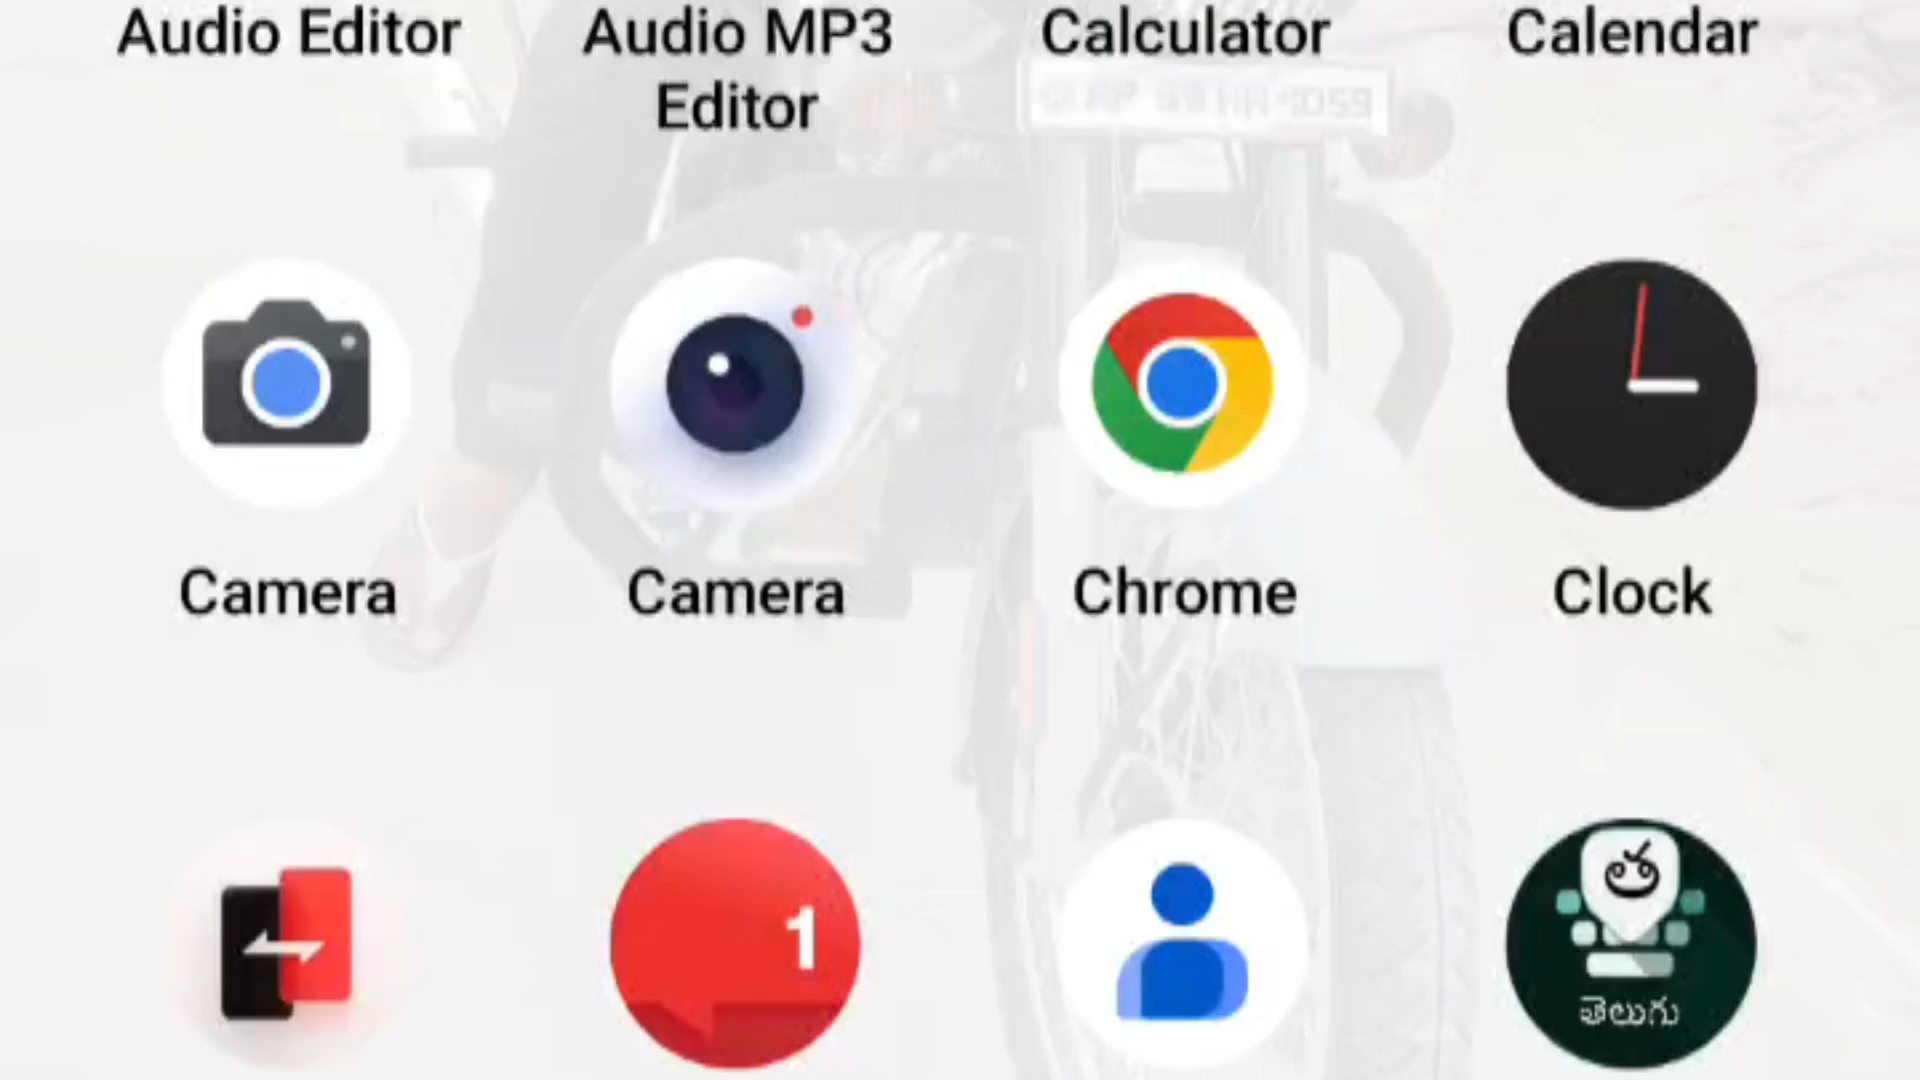 Audio Editor
Audio MP3
Editor
Calculator
Calendar
Camera
Camera
Chrome
Clock
1
త
తెలుగు